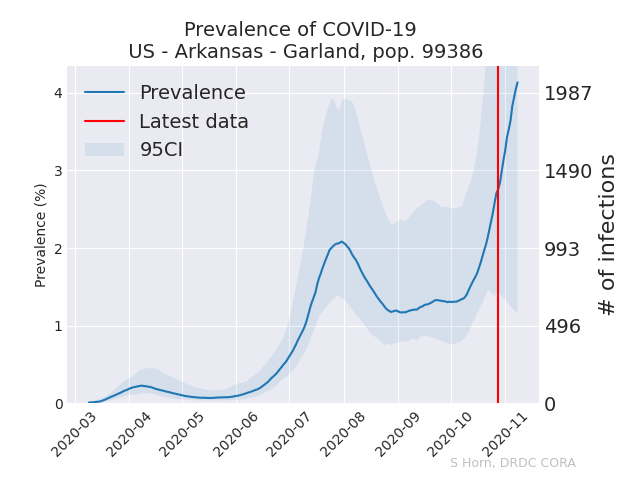 Prevalence of COVID-19
US - Arkansas - Garland, pop. 99386
Prevalence
Latest data
95CI
Prevalence (%)
4
3
2
1
0
1987
1490
993
496
0
# of infections
2020-03
2020-04
2020-05
2020-06
2020-07
2020-08
2020-09
2020-10
2020-11
S Horn, DRDC CORA